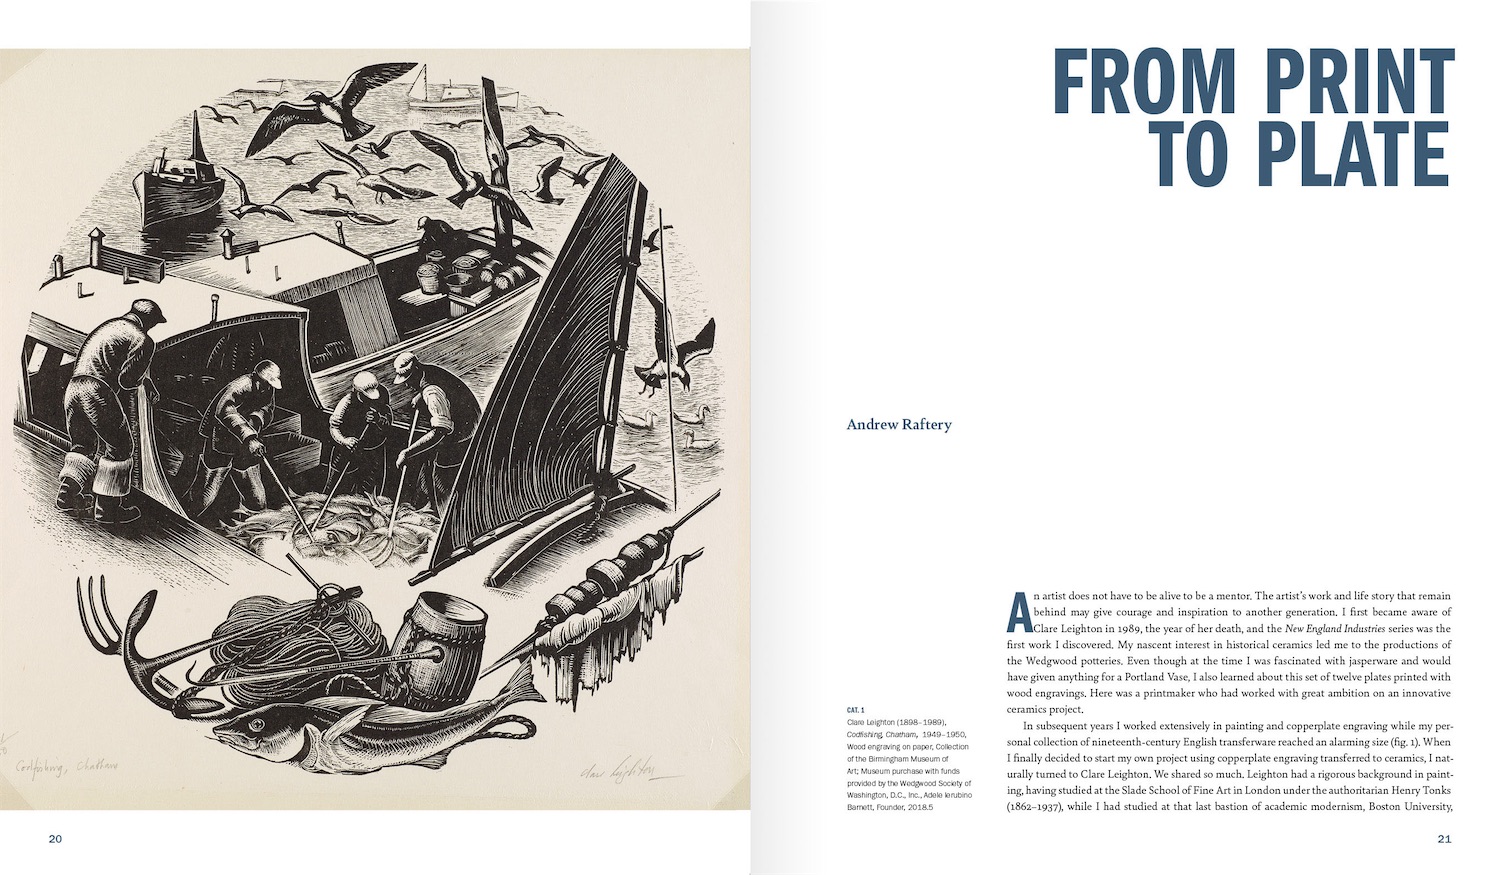 Codfishing, Chatham
Clare Leighton
20
FROM PRINT
TO PLATE
Andrew Raftery
CAT. 1
Clare Leighton (1898–1989),
Codfishing, Chatham, 1949–1950,
Wood engraving on paper, Collection
of the Birmingham Museum of
Art; Museum purchase with funds
provided by the Wedgwood Society of
Washington, D.C., Inc., Adele Ierubino
Barnett, Founder, 2018.5
An artist does not have to be alive to be a mentor. The artist's work and life story that remain
behind may give courage and inspiration to another generation. I first became aware of
Clare Leighton in 1989, the year of her death, and the New England Industries series was the
first work I discovered. My nascent interest in historical ceramics led me to the productions of
the Wedgwood potteries. Even though at the time I was fascinated with jasperware and would
have given anything for a Portland Vase, I also learned about this set of twelve plates printed with
wood engravings. Here was a printmaker who had worked with great ambition on an innovative
ceramics project.
In subsequent years I worked extensively in painting and copperplate engraving while my per-
sonal collection of nineteenth-century English transferware reached an alarming size (fig. 1). When
I finally decided to start my own project using copperplate engraving transferred to ceramics, I nat-
urally turned to Clare Leighton. We shared so much. Leighton had a rigorous background in paint-
ing, having studied at the Slade School of Fine Art in London under the authoritarian Henry Tonks
(1862–1937), while I had studied at that last bastion of academic modernism, Boston University,
21